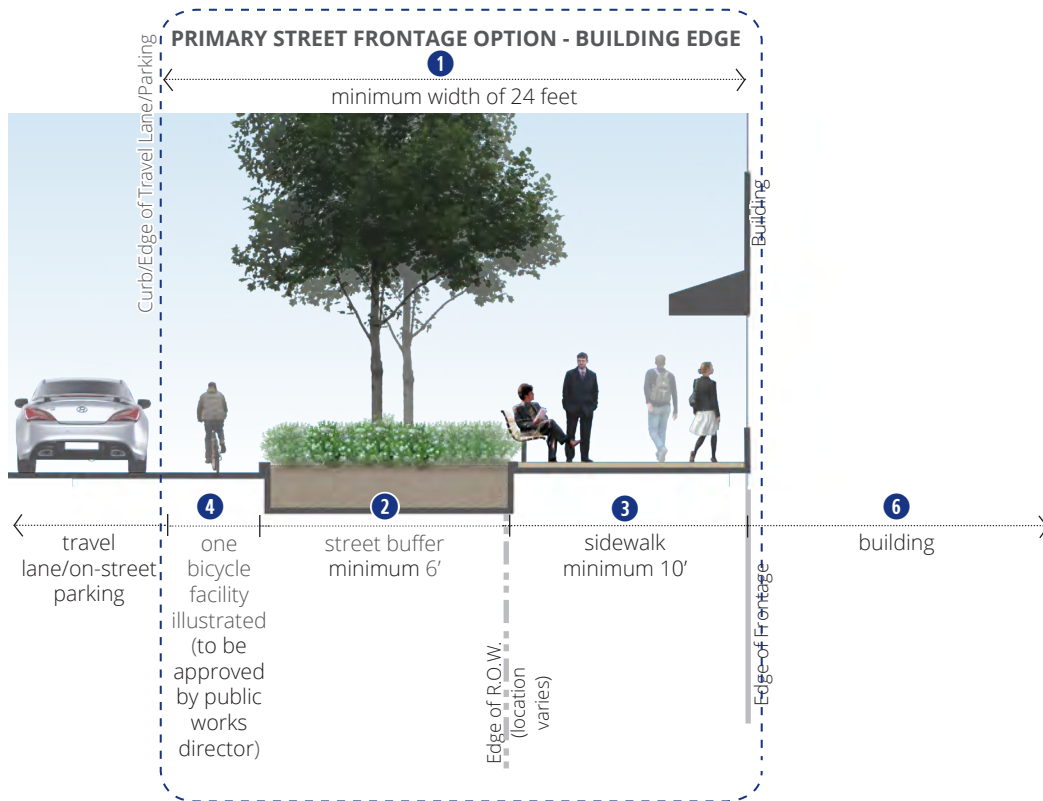 PRIMARY STREET FRONTAGE OPTION - BUILDING EDGE
1
minimum width of 24 feet
Curb/Edge of Travel Lane/Parking
Building
4
2
3
6
travel
lane/on-street
parking
one
bicycle
facility
illustrated
(to be
approved
by public
works
director)
street buffer
minimum 6’
sidewalk
minimum 10’
building
Edge of R.O.W.
(location
varies)
Edge of Frontage